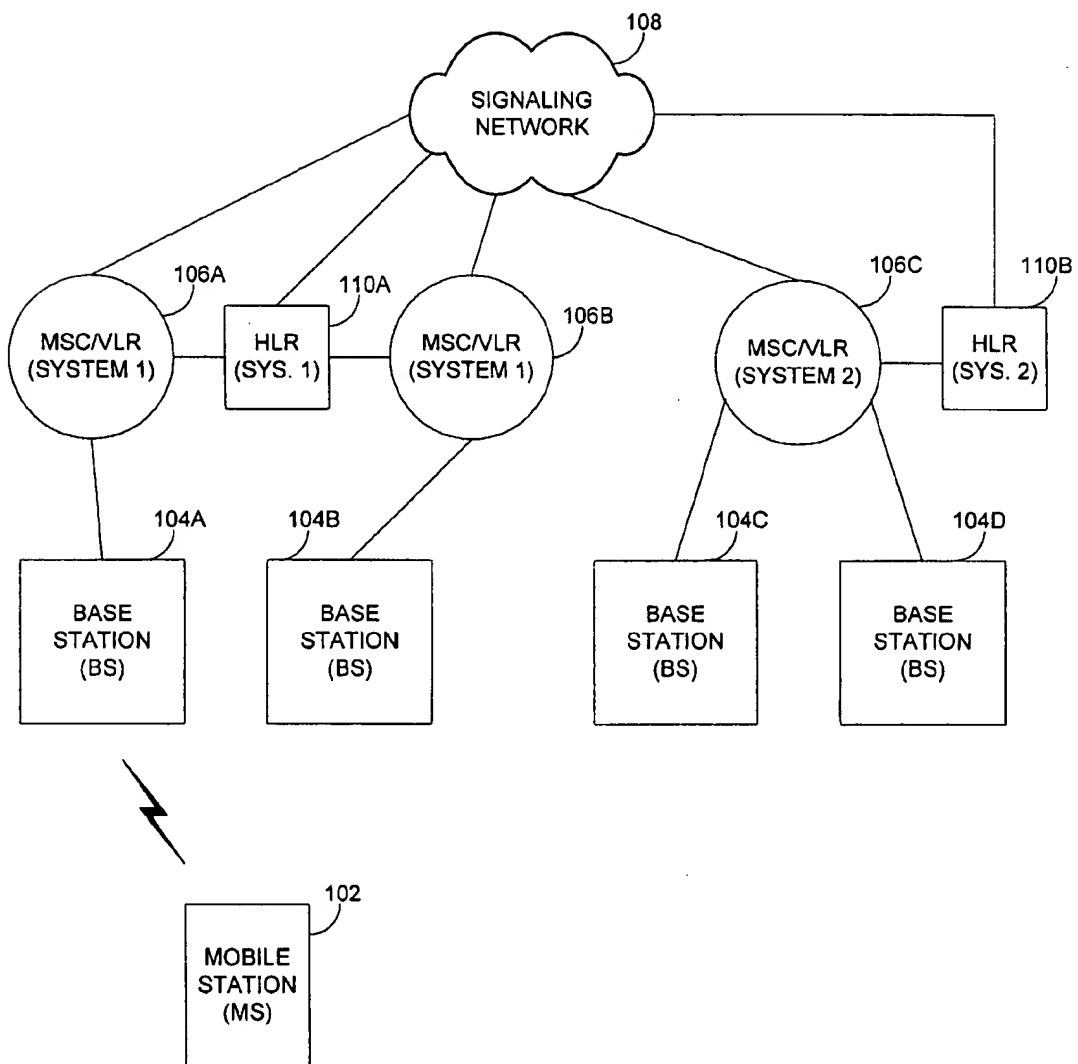 108
SIGNALING
NETWORK
106A
110A
106B
106C
110B
MSC/VLR
(SYSTEM 1)
HLR
(SYS. 1)
MSC/VLR
(SYSTEM 1)
MSC/VLR
(SYSTEM 2)
HLR
(SYS. 2)
104A
104B
104C
104D
BASE
STATION
(BS)
BASE
STATION
(BS)
BASE
STATION
(BS)
BASE
STATION
(BS)
102
MOBILE
STATION
(MS)